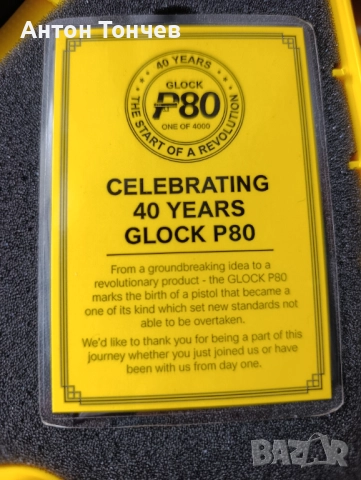 Антон Тончев
40 YEARS
GLOCK
P80
ONE OF 4000
THE START OF A REVOLUTION
CELEBRATING
40 YEARS
GLOCK P80
From a groundbreaking idea to a
revolutionary product - the GLOCK P80
marks the birth of a pistol that became a
one of its kind which set new standards not
able to be overtaken.
We'd like to thank you for being a part of this
journey whether you just joined us or have
been with us from day one.
BAZAR